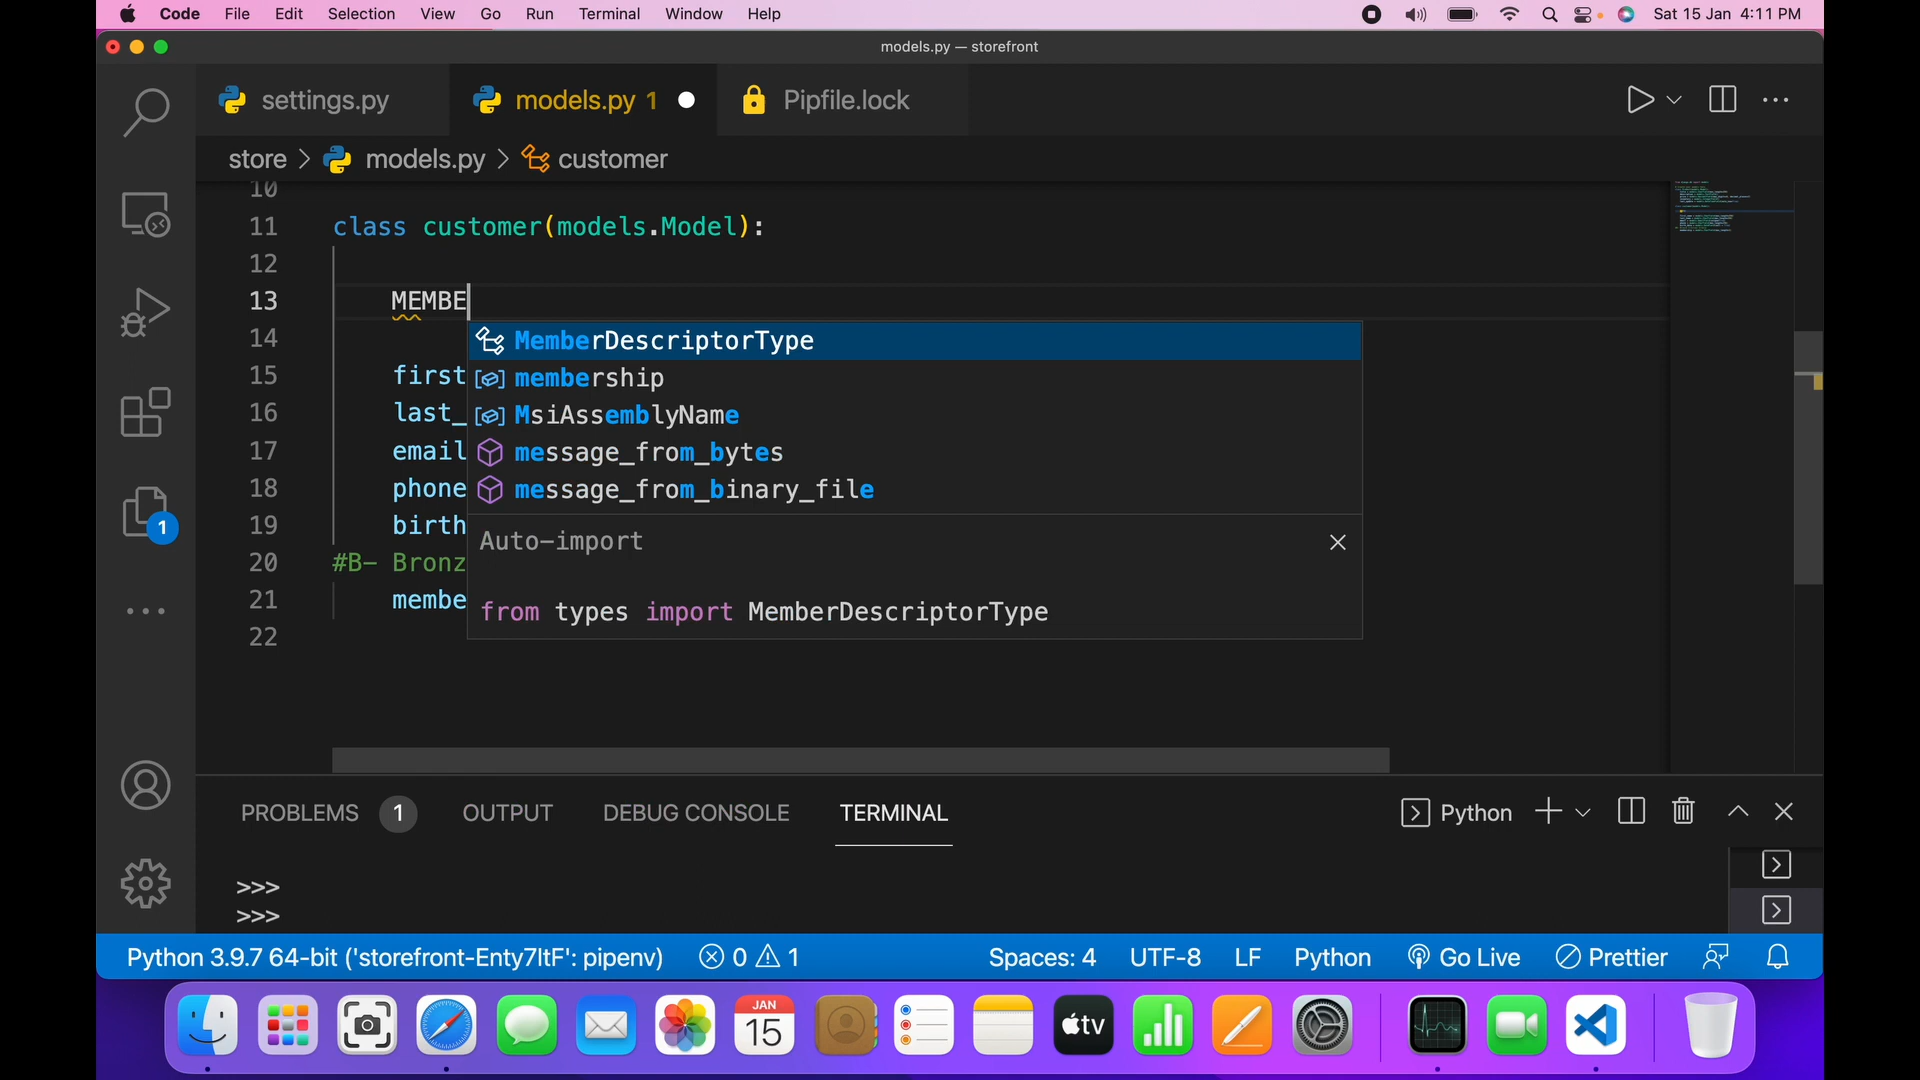 Code File Edit Selection View Go Run Terminal Window Help Sat 15 Jan 4:11 PM
models.py — storefront
settings.py models.py 1 Pipfile.lock
store > models.py > customer
10
11 class customer(models.Model):
12
13 MEMBE
MemberDescriptorType
membership
MsiAssemblyName
message_from_bytes
message_from_binary_file
Auto-import
from types import MemberDescriptorType
14
15 first
16 last_
17 email
18 phone
19 birth
20 #B- Bronz
21 membe
22
1
PROBLEMS 1 OUTPUT DEBUG CONSOLE TERMINAL Python
>>>
>>>
Python 3.9.7 64-bit ('storefront-Enty7ltF': pipenv) 0 1 Spaces: 4 UTF-8 LF Python Go Live Prettier
JAN
15
tv